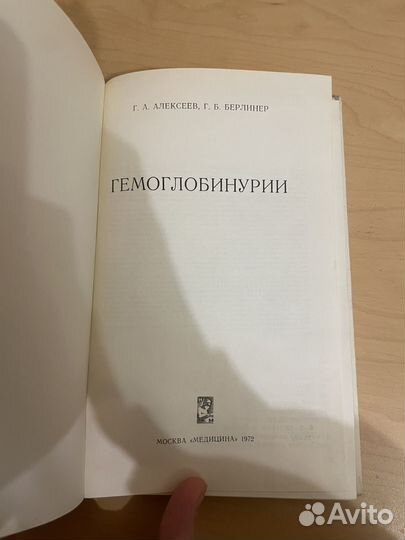 Г. А. АЛЕКСЕЕВ, Г. Б. БЕРЛИНЕР
ГЕМОГЛОБИНУРИИ
МОСКВА «МЕДИЦИНА» 1972
Avito